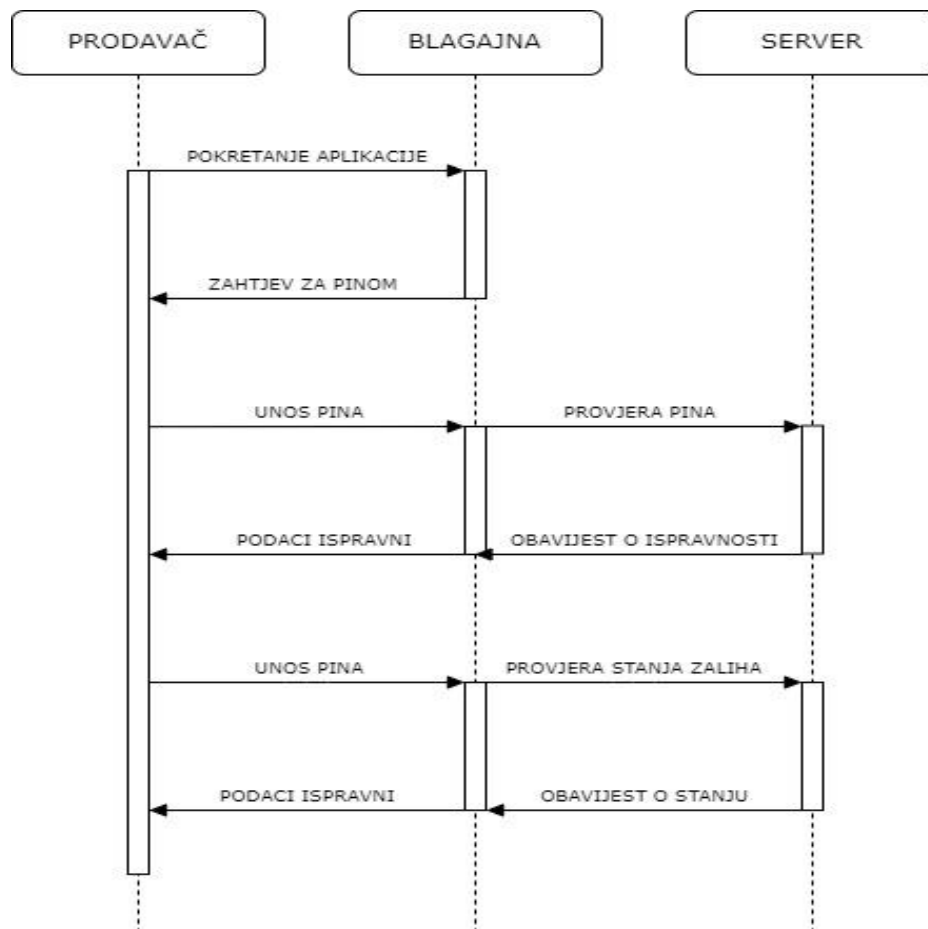 PRODAVAČ
BLAGAJNA
SERVER
POKRETANJE APLIKACIJE
ZAHTJEV ZA PINOM
UNOS PINA
PROVJERA PINA
PODACI ISPRAVNI
OBAVIJEST O ISPRAVNOSTI
UNOS PINA
PROVJERA STANJA ZALIHA
PODACI ISPRAVNI
OBAVIJEST O STANJU